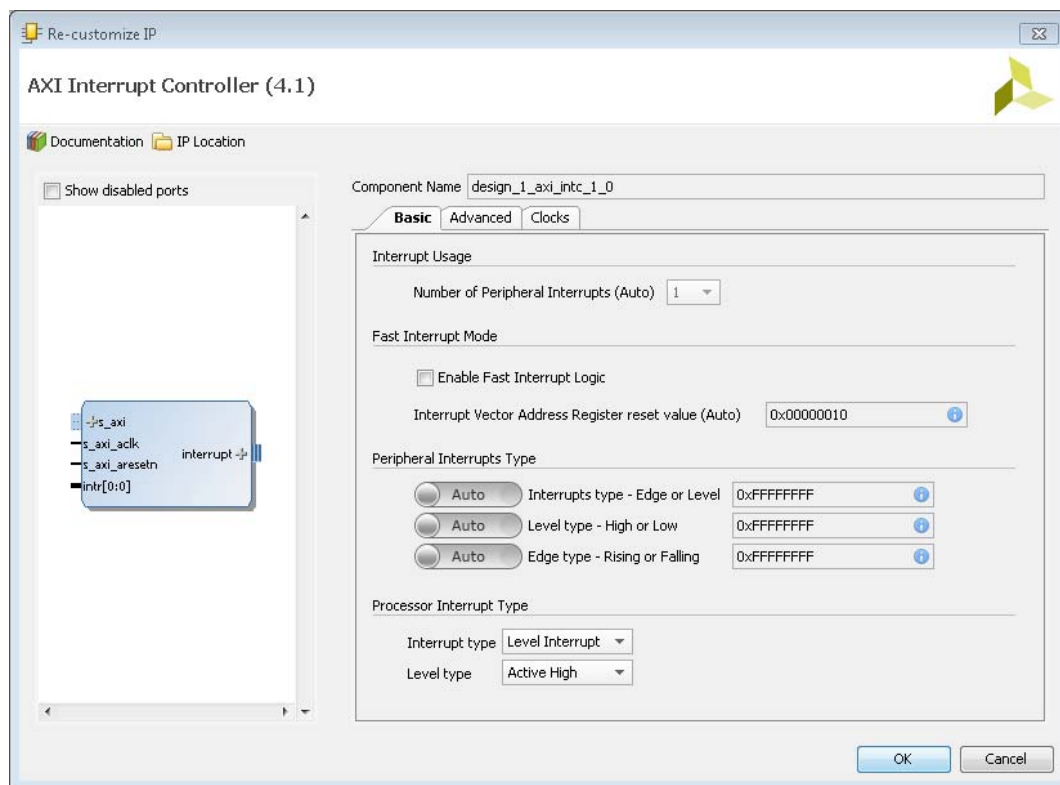 Re-customize IP
AXI Interrupt Controller (4.1)
Documentation IP Location
Show disabled ports
s_axi
s_axi_aclk
s_axi_aresetn
intr[0:0]
interrupt
Component Name design_1_axi_intc_1_0
Basic Advanced Clocks
Interrupt Usage
Number of Peripheral Interrupts (Auto) 1
Fast Interrupt Mode
Enable Fast Interrupt Logic
Interrupt Vector Address Register reset value (Auto) 0x00000010
Peripheral Interrupts Type
Auto Interrupts type - Edge or Level 0xFFFFFFFF
Auto Level type - High or Low 0xFFFFFFFF
Auto Edge type - Rising or Falling 0xFFFFFFFF
Processor Interrupt Type
Interrupt type Level Interrupt
Level type Active High
OK Cancel